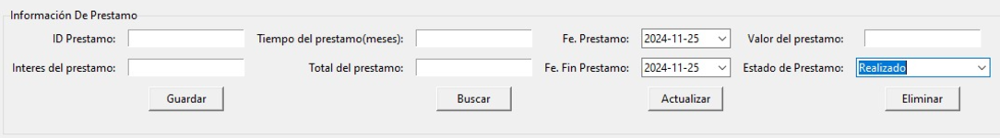 Información De Prestamo
ID Prestamo: Tiempo del prestamo(meses): Fe. Prestamo: 2024-11-25 Valor del prestamo:
Interes del prestamo: Total del prestamo: Fe. Fin Prestamo: 2024-11-25 Estado de Prestamo: Realizado
Guardar Buscar Actualizar Eliminar